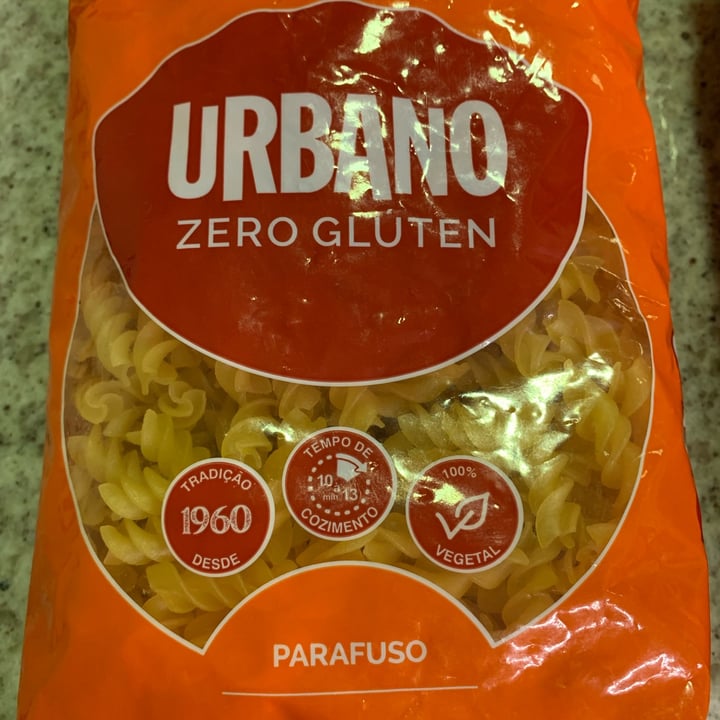 URBANO
ZERO GLUTEN
TRADIÇÃO
1960
DESDE
TEMPO DE
10 a 13
min
COZIMENTO
100%
VEGETAL
PARAFUSO